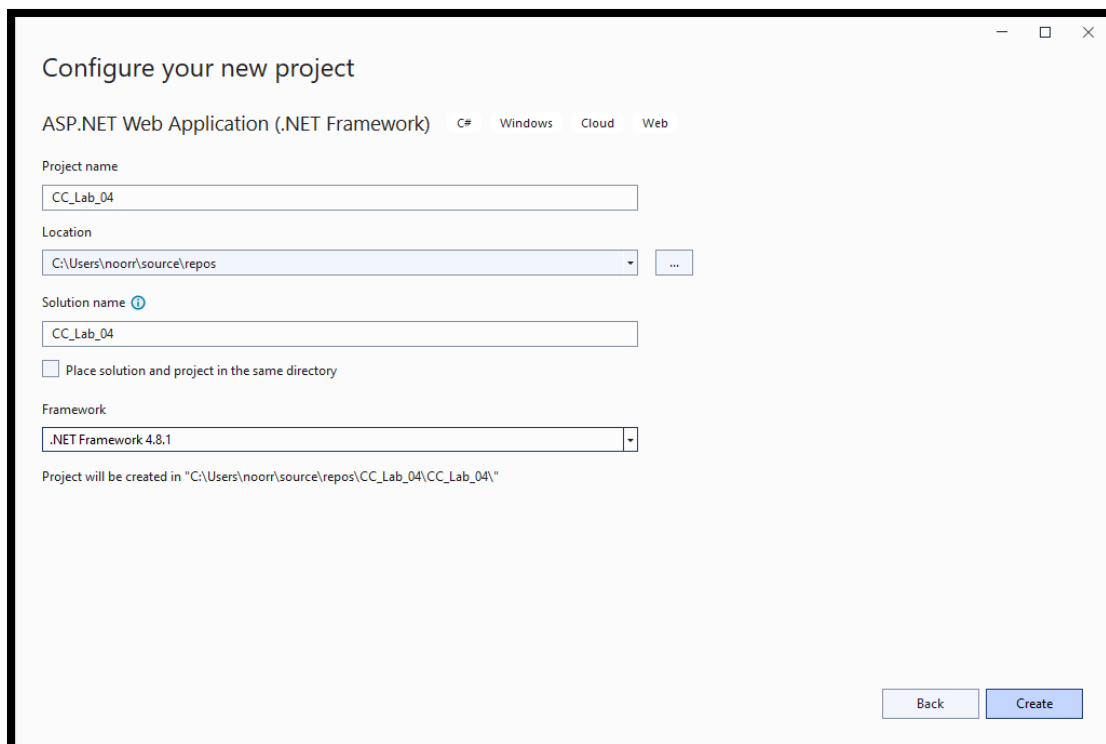 Configure your new project
ASP.NET Web Application (.NET Framework) C# Windows Cloud Web
Project name
CC_Lab_04
Location
C:\Users\noorr\source\repos
...
Solution name
CC_Lab_04
Place solution and project in the same directory
Framework
.NET Framework 4.8.1
Project will be created in "C:\Users\noorr\source\repos\CC_Lab_04\CC_Lab_04\"
Back Create